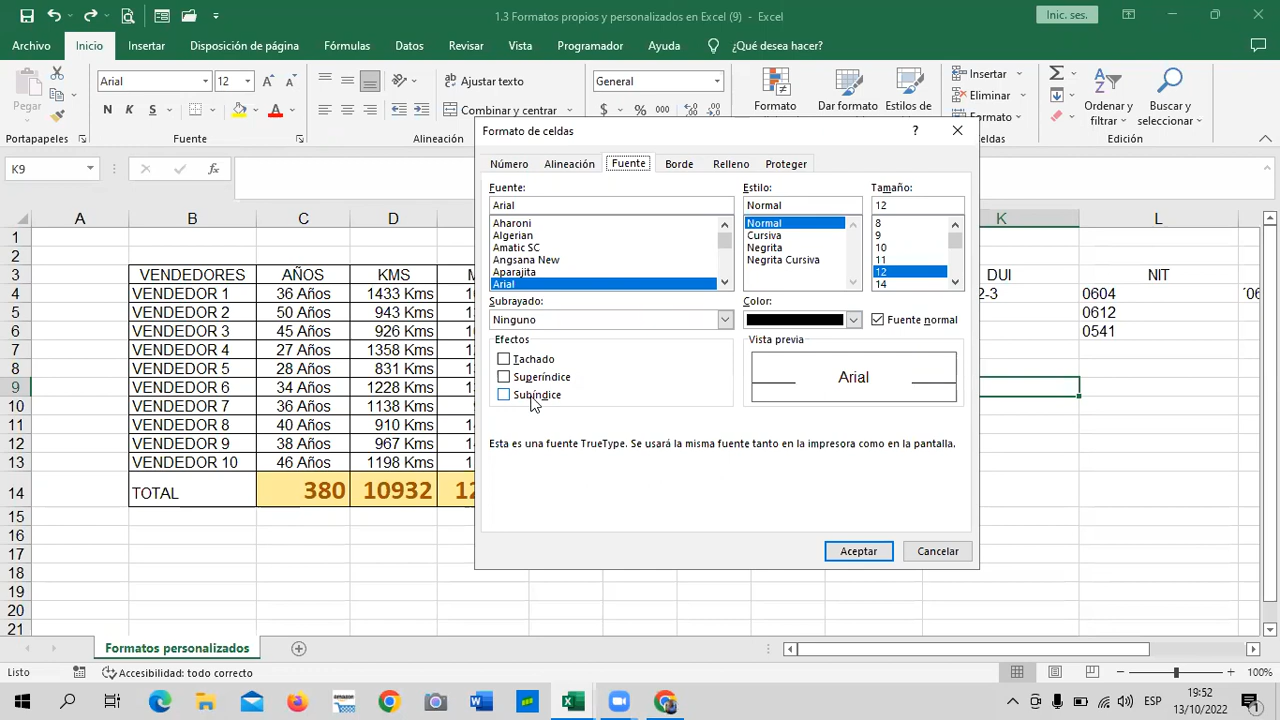 1.3 Formatos propios y personalizados en Excel (9) - Excel
Inic. ses.
Archivo Inicio Insertar Disposición de página Fórmulas Datos Revisar Vista Programador Ayuda ¿Qué desea hacer?
Pegar
Arial 12
N K S
Ajustar texto
Combinar y centrar
General
$ % 000
Formato Dar formato Estilos de
Insertar
Eliminar
Formato
Ordenar y filtrar
Buscar y seleccionar
Portapapeles Fuente Alineación Celdas Edición
K9
Formato de celdas
Número Alineación Fuente Borde Relleno Proteger
Fuente:
Arial
Aharoni
Algerian
Amatic SC
Angsana New
Aparajita
Arial
Estilo:
Normal
Normal
Cursiva
Negrita
Negrita Cursiva
Tamaño:
12
8
9
10
11
12
14
Subrayado:
Ninguno
Color:
Fuente normal
Efectos
Tachado
Superíndice
Subíndice
Vista previa
Arial
Esta es una fuente TrueType. Se usará la misma fuente tanto en la impresora como en la pantalla.
Aceptar Cancelar
A B C D K L
1
2
3 VENDEDORES AÑOS KMS DUI NIT
4 VENDEDOR 1 36 Años 1433 Kms 2-3 0604 '06
5 VENDEDOR 2 50 Años 943 Kms 0612
6 VENDEDOR 3 45 Años 926 Kms 0541
7 VENDEDOR 4 27 Años 1358 Kms
8 VENDEDOR 5 28 Años 831 Kms
9 VENDEDOR 6 34 Años 1228 Kms
10 VENDEDOR 7 36 Años 1138 Kms
11 VENDEDOR 8 40 Años 910 Kms
12 VENDEDOR 9 38 Años 967 Kms
13 VENDEDOR 10 46 Años 1198 Kms
14 TOTAL 380 10932 12
15
16
17
18
19
20
21
Formatos personalizados
Listo Accesibilidad: todo correcto 100%
ESP
19:52
13/10/2022